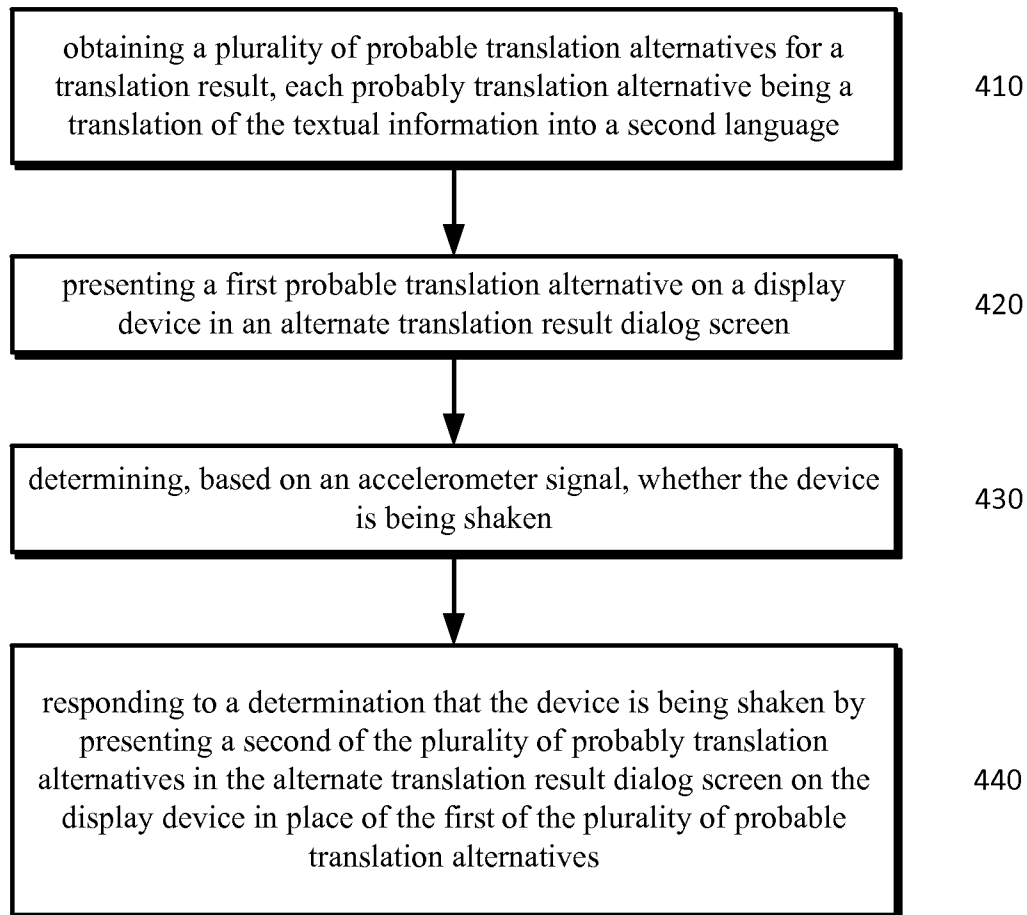 obtaining a plurality of probable translation alternatives for a
translation result, each probably translation alternative being a
translation of the textual information into a second language
410
presenting a first probable translation alternative on a display
device in an alternate translation result dialog screen
420
determining, based on an accelerometer signal, whether the device
is being shaken
430
responding to a determination that the device is being shaken by
presenting a second of the plurality of probably translation
alternatives in the alternate translation result dialog screen on the
display device in place of the first of the plurality of probable
translation alternatives
440